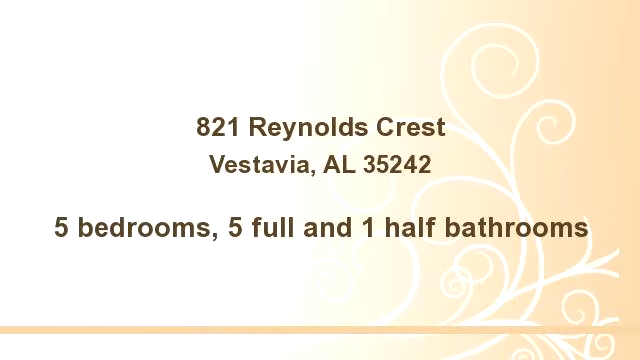 821 Reynolds Crest
Vestavia, AL 35242
5 bedrooms, 5 full and 1 half bathrooms